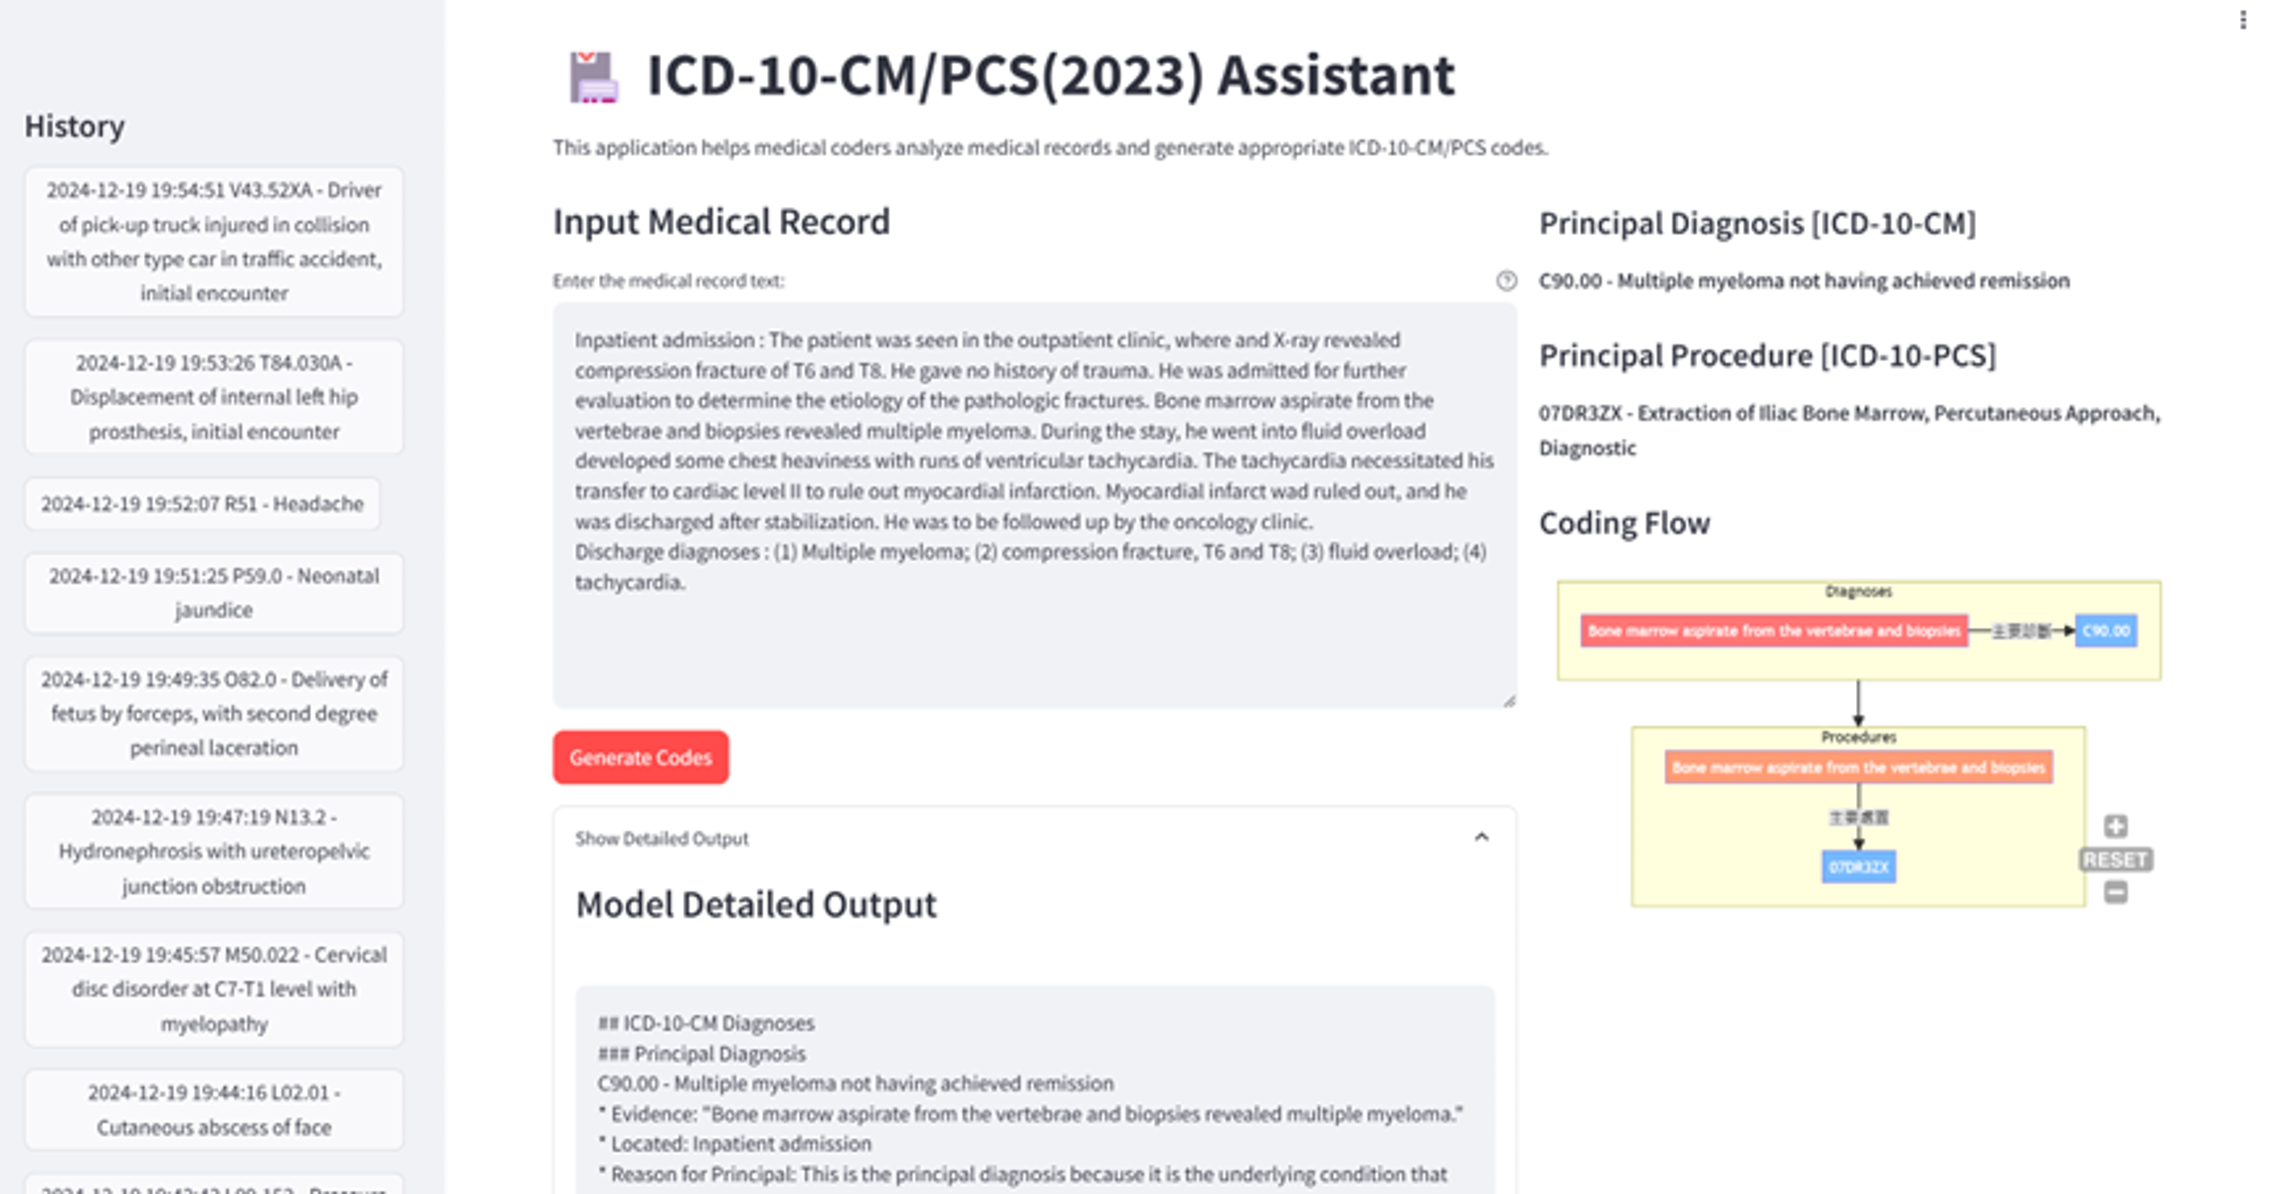 History
2024-12-19 19:54:51 V43.52XA - Driver
of pick-up truck injured in collision
with other type car in traffic accident,
initial encounter
2024-12-19 19:53:26 T84.030A -
Displacement of internal left hip
prosthesis, initial encounter
2024-12-19 19:52:07 R51 - Headache
2024-12-19 19:51:25 P59.0 - Neonatal
jaundice
2024-12-19 19:49:35 O82.0 - Delivery of
fetus by forceps, with second degree
perineal laceration
2024-12-19 19:47:19 N13.2 -
Hydronephrosis with ureteropelvic
junction obstruction
2024-12-19 19:45:57 M50.022 - Cervical
disc disorder at C7-T1 level with
myelopathy
2024-12-19 19:44:16 L02.01 -
Cutaneous abscess of face
ICD-10-CM/PCS(2023) Assistant
This application helps medical coders analyze medical records and generate appropriate ICD-10-CM/PCS codes.
Input Medical Record
Enter the medical record text:
Inpatient admission : The patient was seen in the outpatient clinic, where and X-ray revealed
compression fracture of T6 and T8. He gave no history of trauma. He was admitted for further
evaluation to determine the etiology of the pathologic fractures. Bone marrow aspirate from the
vertebrae and biopsies revealed multiple myeloma. During the stay, he went into fluid overload
developed some chest heaviness with runs of ventricular tachycardia. The tachycardia necessitated his
transfer to cardiac level II to rule out myocardial infarction. Myocardial infarct wad ruled out, and he
was discharged after stabilization. He was to be followed up by the oncology clinic.
Discharge diagnoses : (1) Multiple myeloma; (2) compression fracture, T6 and T8; (3) fluid overload; (4)
tachycardia.
Generate Codes
Show Detailed Output
Model Detailed Output
## ICD-10-CM Diagnoses
### Principal Diagnosis
C90.00 - Multiple myeloma not having achieved remission
* Evidence: "Bone marrow aspirate from the vertebrae and biopsies revealed multiple myeloma."
* Located: Inpatient admission
* Reason for Principal: This is the principal diagnosis because it is the underlying condition that
Principal Diagnosis [ICD-10-CM]
C90.00 - Multiple myeloma not having achieved remission
Principal Procedure [ICD-10-PCS]
07DR3ZX - Extraction of Iliac Bone Marrow, Percutaneous Approach,
Diagnostic
Coding Flow
Diagnoses
Bone marrow aspirate from the vertebrae and biopsies
主要診斷
C90.00
Procedures
Bone marrow aspirate from the vertebrae and biopsies
主要處置
07DR3ZX
RESET